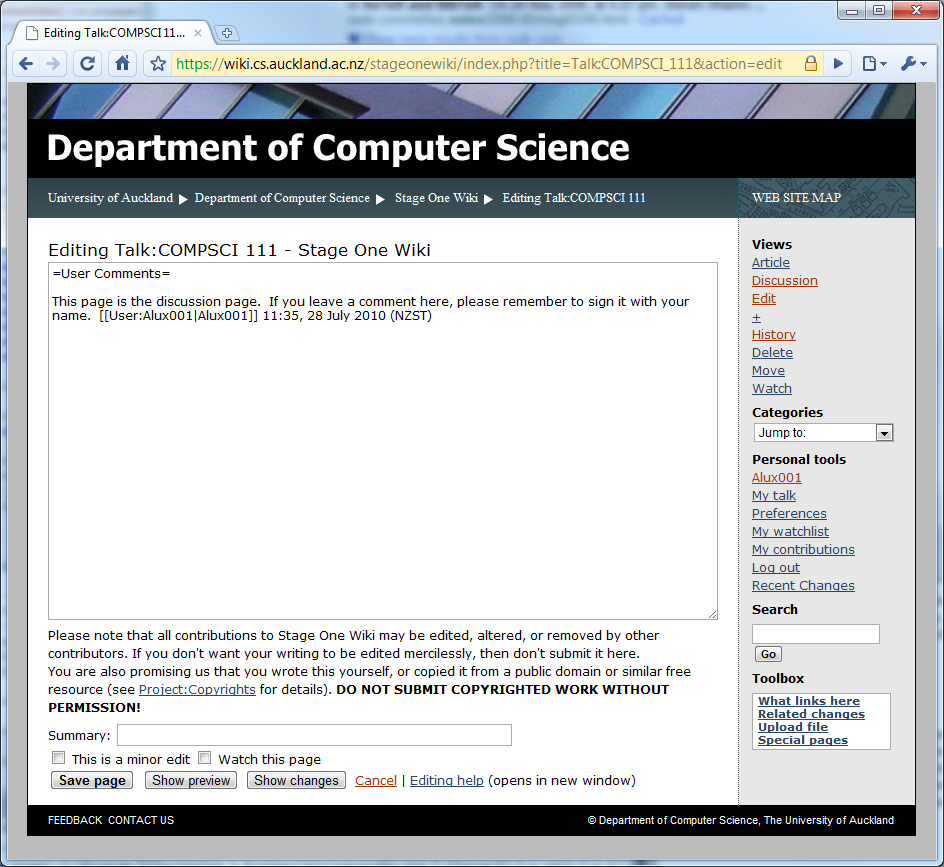 Editing Talk:COMPSCI 11...
https://wiki.cs.auckland.ac.nz/stageonewiki/index.php?title=Talk:COMPSCI_111&action=edit
Department of Computer Science
University of Auckland ▶ Department of Computer Science ▶ Stage One Wiki ▶ Editing Talk:COMPSCI 111
WEB SITE MAP
Editing Talk:COMPSCI 111 - Stage One Wiki
=User Comments=
This page is the discussion page.  If you leave a comment here, please remember to sign it with your
name.  [[User:Alux001|Alux001]] 11:35, 28 July 2010 (NZST)
Please note that all contributions to Stage One Wiki may be edited, altered, or removed by other
contributors. If you don't want your writing to be edited mercilessly, then don't submit it here.
You are also promising us that you wrote this yourself, or copied it from a public domain or similar free
resource (see Project:Copyrights for details). DO NOT SUBMIT COPYRIGHTED WORK WITHOUT
PERMISSION!
Summary:
This is a minor edit Watch this page
Save page Show preview Show changes Cancel | Editing help (opens in new window)
Views
Article
Discussion
Edit
+
History
Delete
Move
Watch
Categories
Jump to:
Personal tools
Alux001
My talk
Preferences
My watchlist
My contributions
Log out
Recent Changes
Search
Go
Toolbox
What links here
Related changes
Upload file
Special pages
FEEDBACK CONTACT US
© Department of Computer Science, The University of Auckland